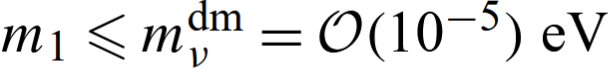 m₁ ⩽ m_ν^dm = 𝒪(10⁻⁵) eV